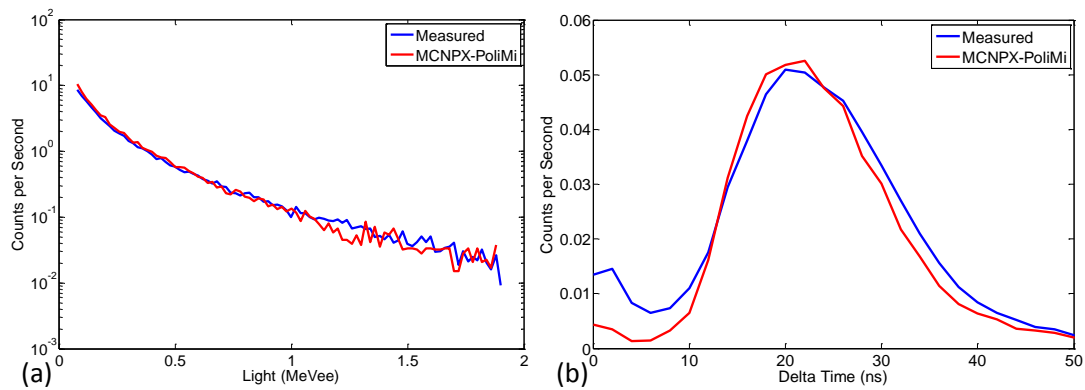 10^2
10^1
10^0
10^-1
10^-2
10^-3
0
0.5
1
1.5
2
Counts per Second
Light (MeVee)
Measured
MCNPX-PoliMi
(a)
0.06
0.05
0.04
0.03
0.02
0.01
0
0
10
20
30
40
50
Counts per Second
Delta Time (ns)
Measured
MCNPX-PoliMi
(b)